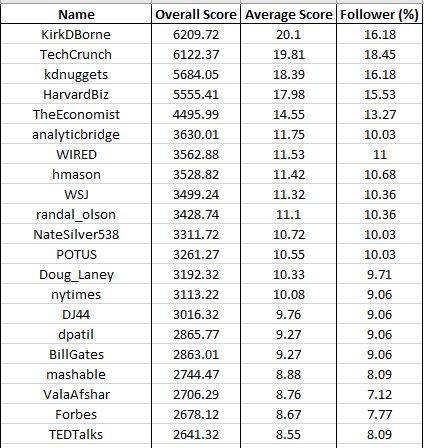 Name Overall Score Average Score Follower (%)
KirkDBorne 6209.72 20.1 16.18
TechCrunch 6122.37 19.81 18.45
kdnuggets 5684.05 18.39 16.18
HarvardBiz 5555.41 17.98 15.53
TheEconomist 4495.99 14.55 13.27
analyticbridge 3630.01 11.75 10.03
WIRED 3562.88 11.53 11
hmason 3528.82 11.42 10.68
WSJ 3499.24 11.32 10.36
randal_olson 3428.74 11.1 10.36
NateSilver538 3311.72 10.72 10.03
POTUS 3261.27 10.55 10.03
Doug_Laney 3192.32 10.33 9.71
nytimes 3113.22 10.08 9.06
DJ44 3016.32 9.76 9.06
dpatil 2865.77 9.27 9.06
BillGates 2863.01 9.27 9.06
mashable 2744.47 8.88 8.09
ValaAfshar 2706.29 8.76 7.12
Forbes 2678.12 8.67 7.77
TEDTalks 2641.32 8.55 8.09